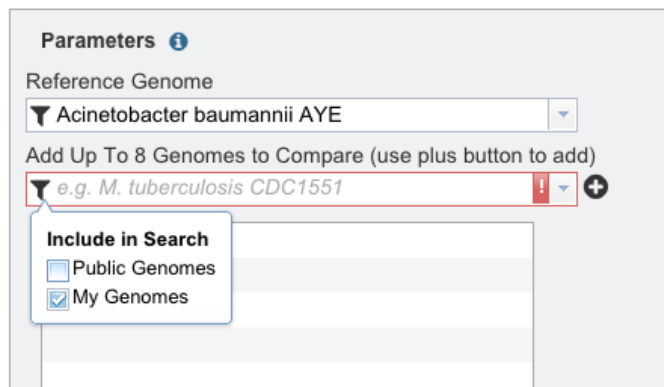 Parameters
Reference Genome
Acinetobacter baumannii AYE
Add Up To 8 Genomes to Compare (use plus button to add)
e.g. M. tuberculosis CDC1551
Include in Search
Public Genomes
My Genomes